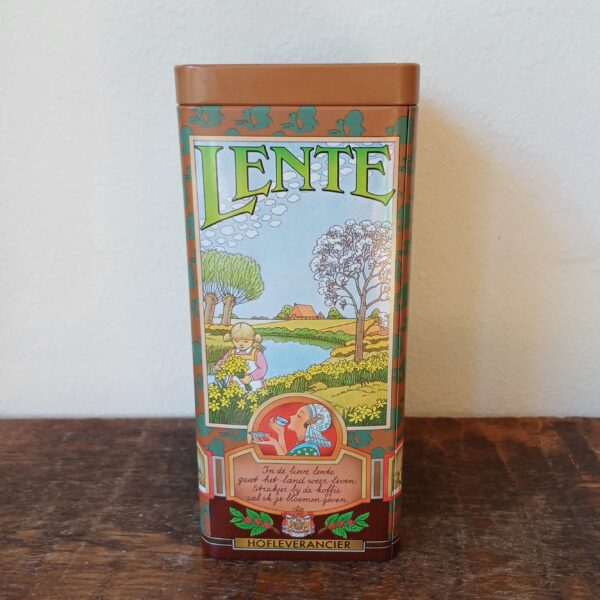 LENTE
In de lieve lente
gaat het land weer leven.
Strakjes bij de koffie
zal ik je bloemen geven.
HOFLEVERANCIER